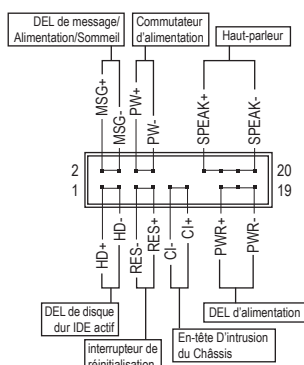 DEL de message/
Alimentation/Sommeil
Commutateur
d'alimentation
Haut-parleur
MSG+
MSG-
PW+
PW-
SPEAK+
SPEAK-
2
20
1
19
HD+
HD-
RES-
RES+
CI-
CI+
PWR+
PWR-
DEL de disque
dur IDE actif
interrupteur de
réinitialisation
En-tête D'intrusion
du Châssis
DEL d'alimentation